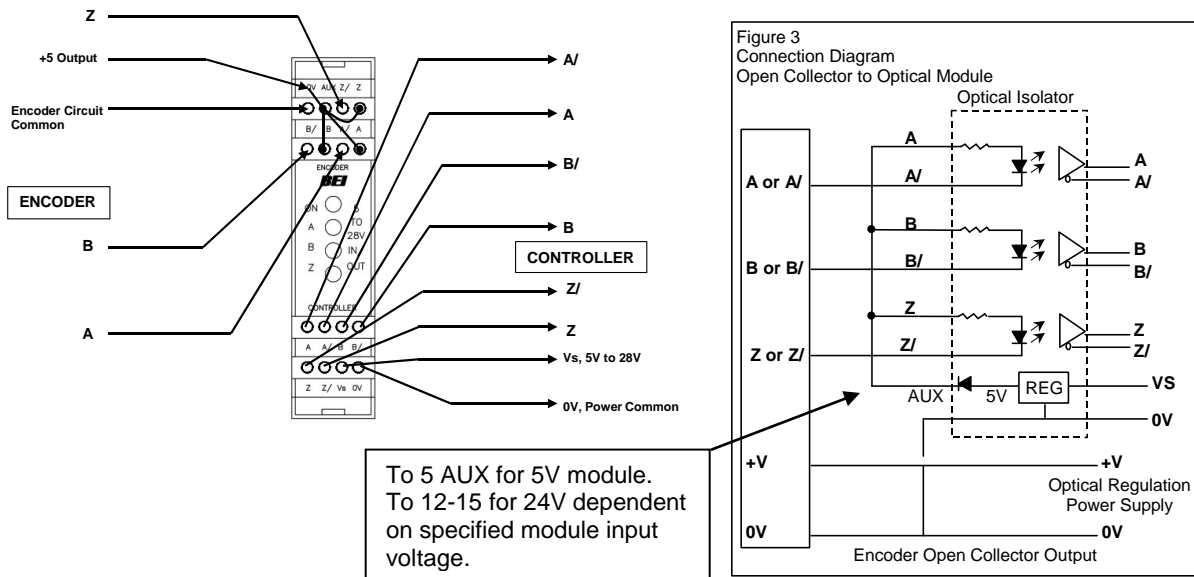 Z
+5 Output
Encoder Circuit
Common
ENCODER
B
A
0V AUX Z/ Z
B/ B A/ A
ENCODER
BEI
ON 5
A TO
28V
B IN
Z OUT
CONTROLLER
A A/ B B/
Z Z/ Vs 0V
A/
A
B/
B
CONTROLLER
Z/
Z
Vs, 5V to 28V
0V, Power Common
To 5 AUX for 5V module.
To 12-15 for 24V dependent
on specified module input
voltage.
Figure 3
Connection Diagram
Open Collector to Optical Module
Optical Isolator
A
A
A or A/ A/ A/
B
B
B or B/ B/ B/
Z
Z
Z or Z/ Z/ Z/
AUX 5V REG VS
0V
+V +V
Optical Regulation
Power Supply
0V 0V
Encoder Open Collector Output